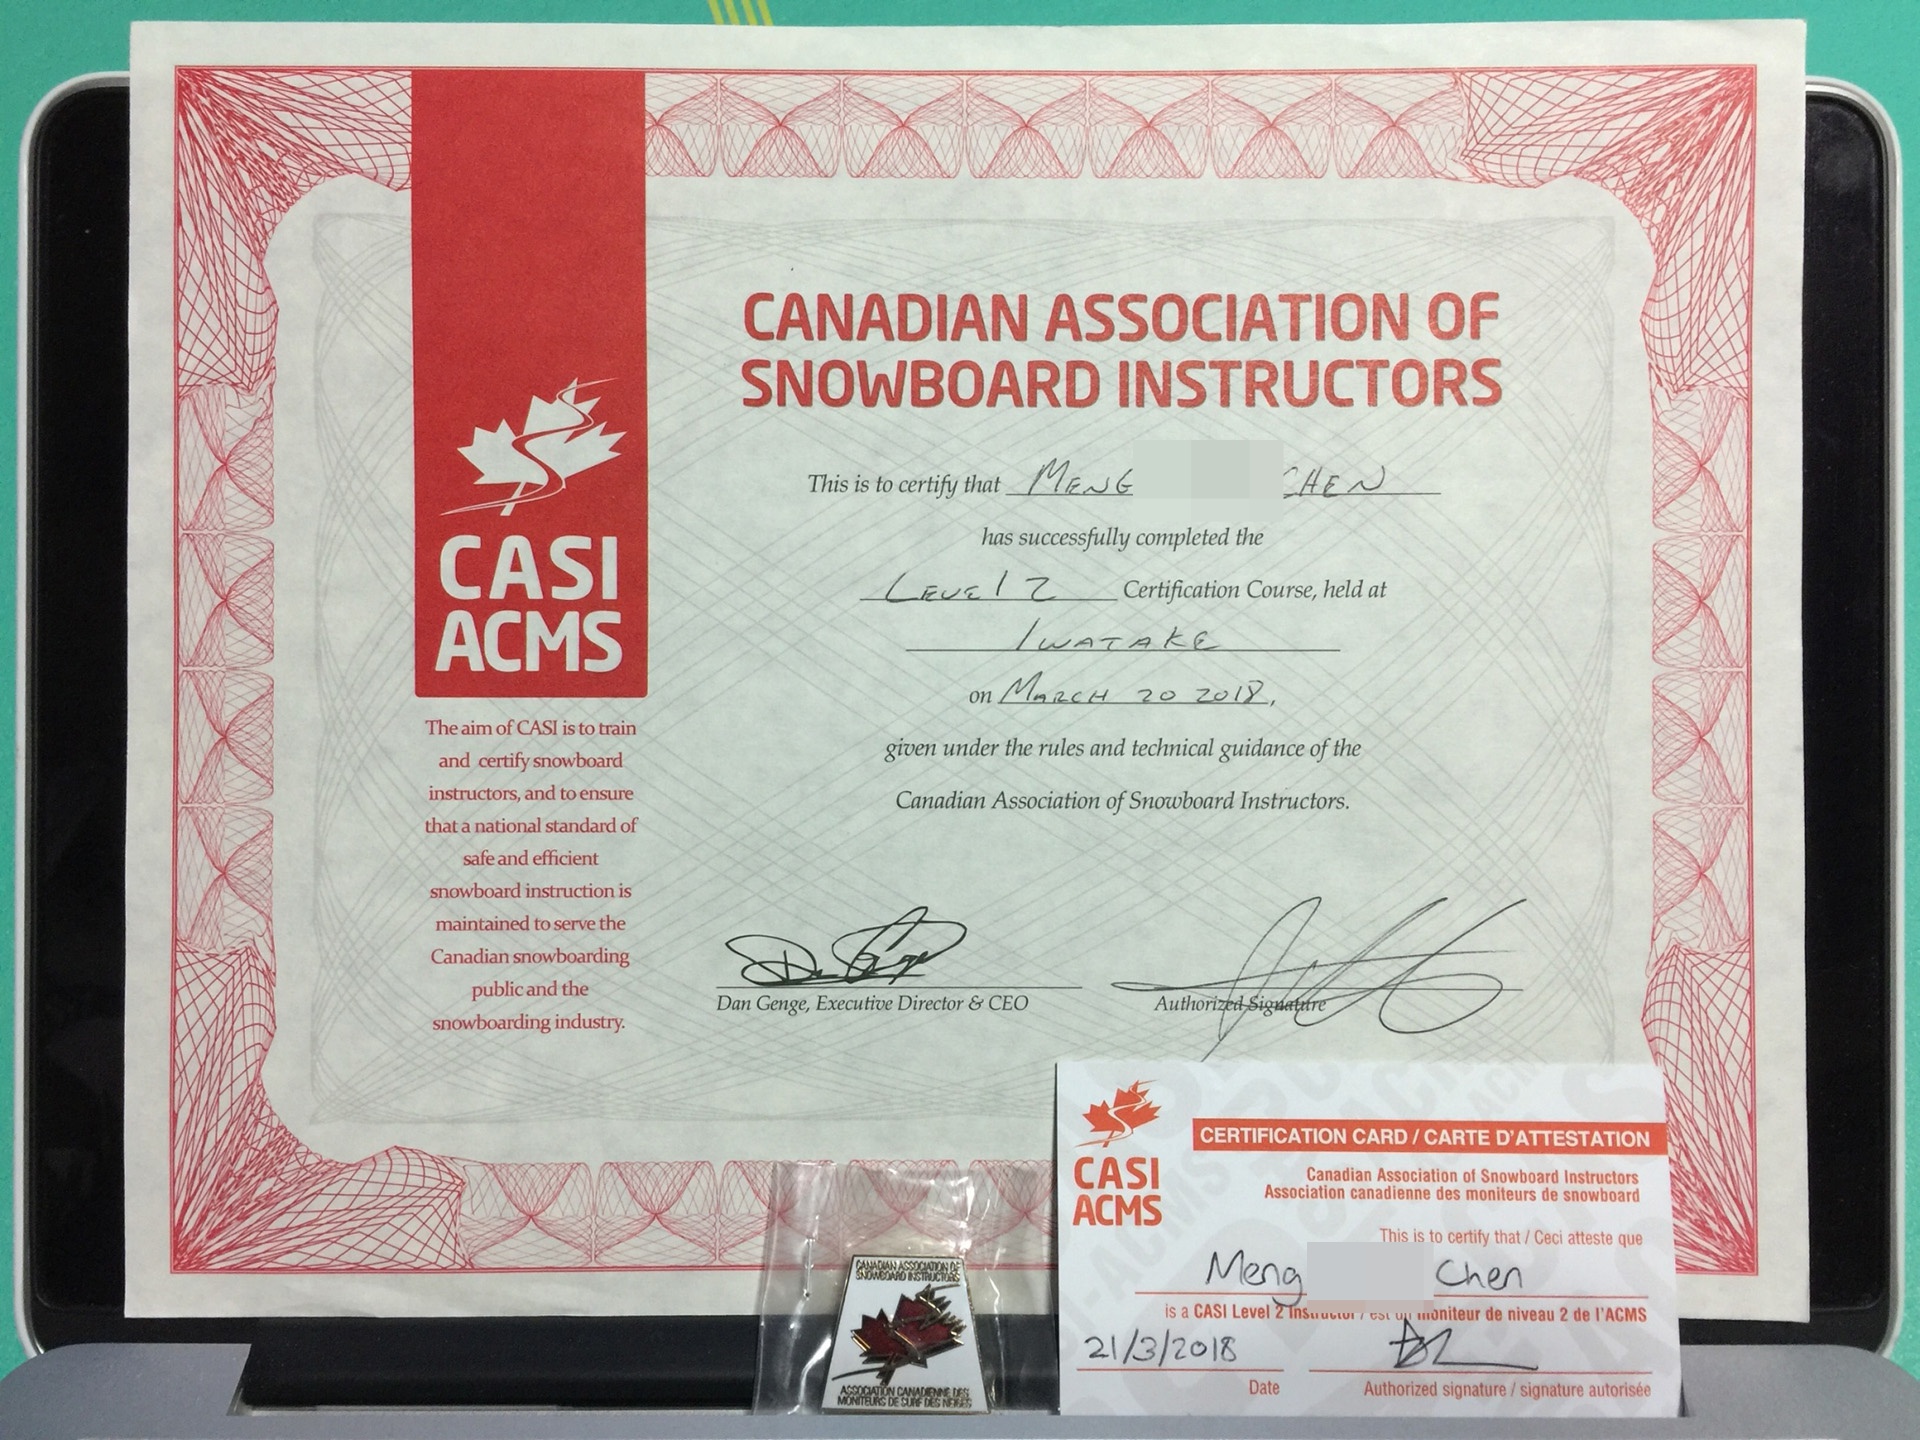 CASI
ACMS
The aim of CASI is to train
and certify snowboard
instructors, and to ensure
that a national standard of
safe and efficient
snowboard instruction is
maintained to serve the
Canadian snowboarding
public and the
snowboarding industry.
CANADIAN ASSOCIATION OF
SNOWBOARD INSTRUCTORS
This is to certify that MENG CHEN
has successfully completed the
Level 2 Certification Course, held at
IWATAKE
on MARCH 20 2018,
given under the rules and technical guidance of the
Canadian Association of Snowboard Instructors.
Dan Genge, Executive Director & CEO
Authorized Signature
CANADIAN ASSOCIATION OF
SNOWBOARD INSTRUCTORS
ASSOCIATION CANADIENNE DES
MONITEURS DE SURF DES NEIGES
CASI
ACMS
CERTIFICATION CARD / CARTE D'ATTESTATION
Canadian Association of Snowboard Instructors
Association canadienne des moniteurs de snowboard
This is to certify that / Ceci atteste que
Meng Chen
is a CASI Level 2 Instructor / est un moniteur de niveau 2 de l'ACMS
21/3/2018
Date
Authorized signature / signature autorisée